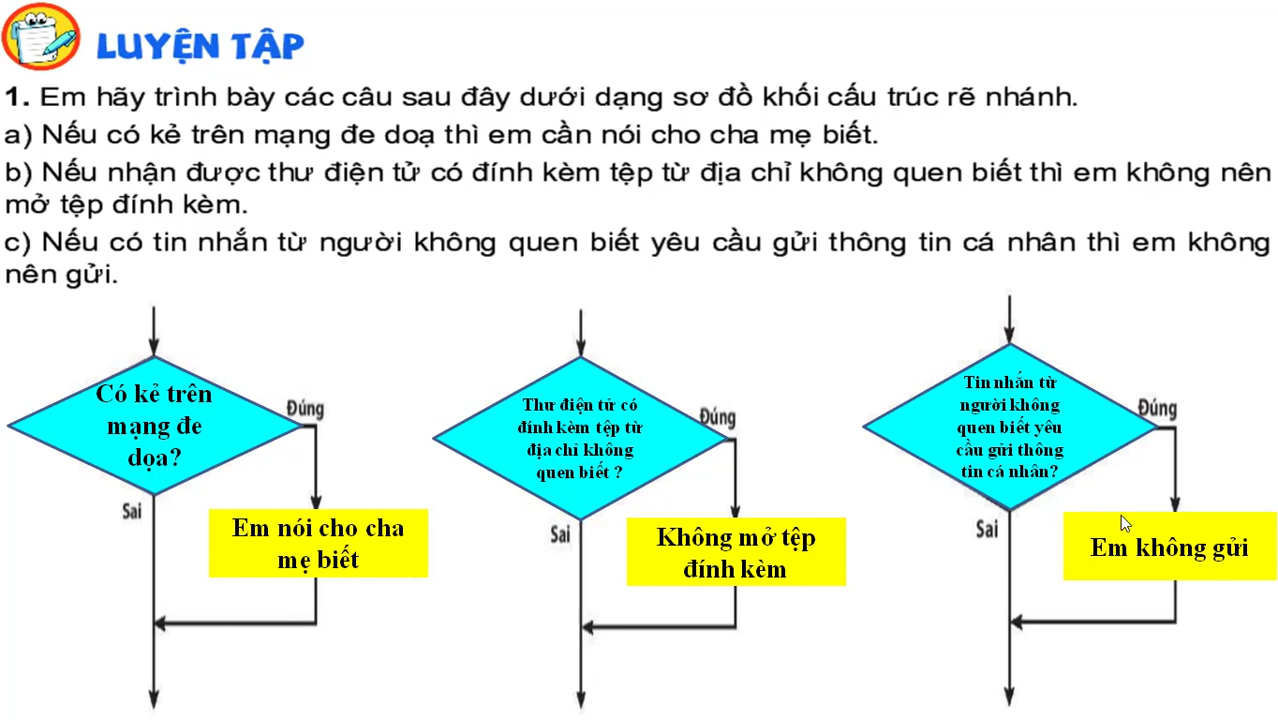 LUYỆN TẬP
1. Em hãy trình bày các câu sau đây dưới dạng sơ đồ khối cấu trúc rẽ nhánh.
a) Nếu có kẻ trên mạng đe doạ thì em cần nói cho cha mẹ biết.
b) Nếu nhận được thư điện tử có đính kèm tệp từ địa chỉ không quen biết thì em không nên
mở tệp đính kèm.
c) Nếu có tin nhắn từ người không quen biết yêu cầu gửi thông tin cá nhân thì em không
nên gửi.
Có kẻ trên
mạng đe
dọa?
Đúng
Sai
Em nói cho cha
mẹ biết
Thư điện tử có
đính kèm tệp từ
địa chỉ không
quen biết ?
Đúng
Sai
Không mở tệp
đính kèm
Tin nhắn từ
người không
quen biết yêu
cầu gửi thông
tin cá nhân?
Đúng
Sai
Em không gửi